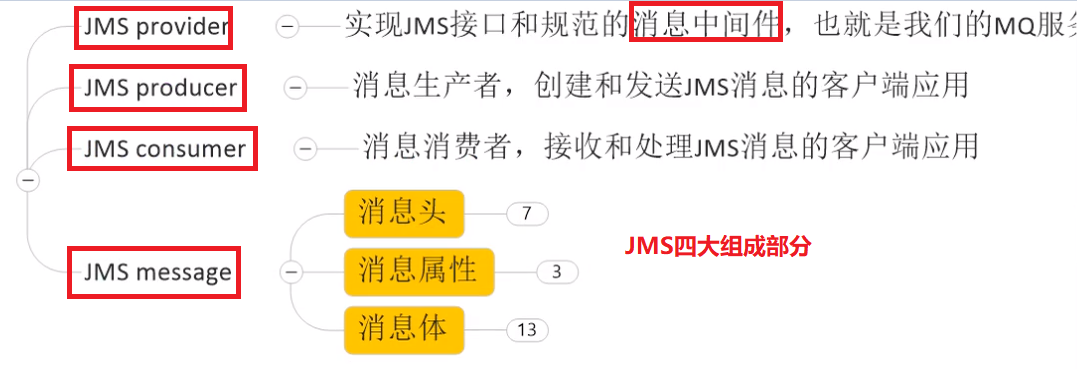 JMS provider 实现JMS接口和规范的消息中间件，也就是我们的MQ服
JMS producer 消息生产者，创建和发送JMS消息的客户端应用
JMS consumer 消息消费者，接收和处理JMS消息的客户端应用
消息头 7
JMS四大组成部分
JMS message 消息属性 3
消息体 13